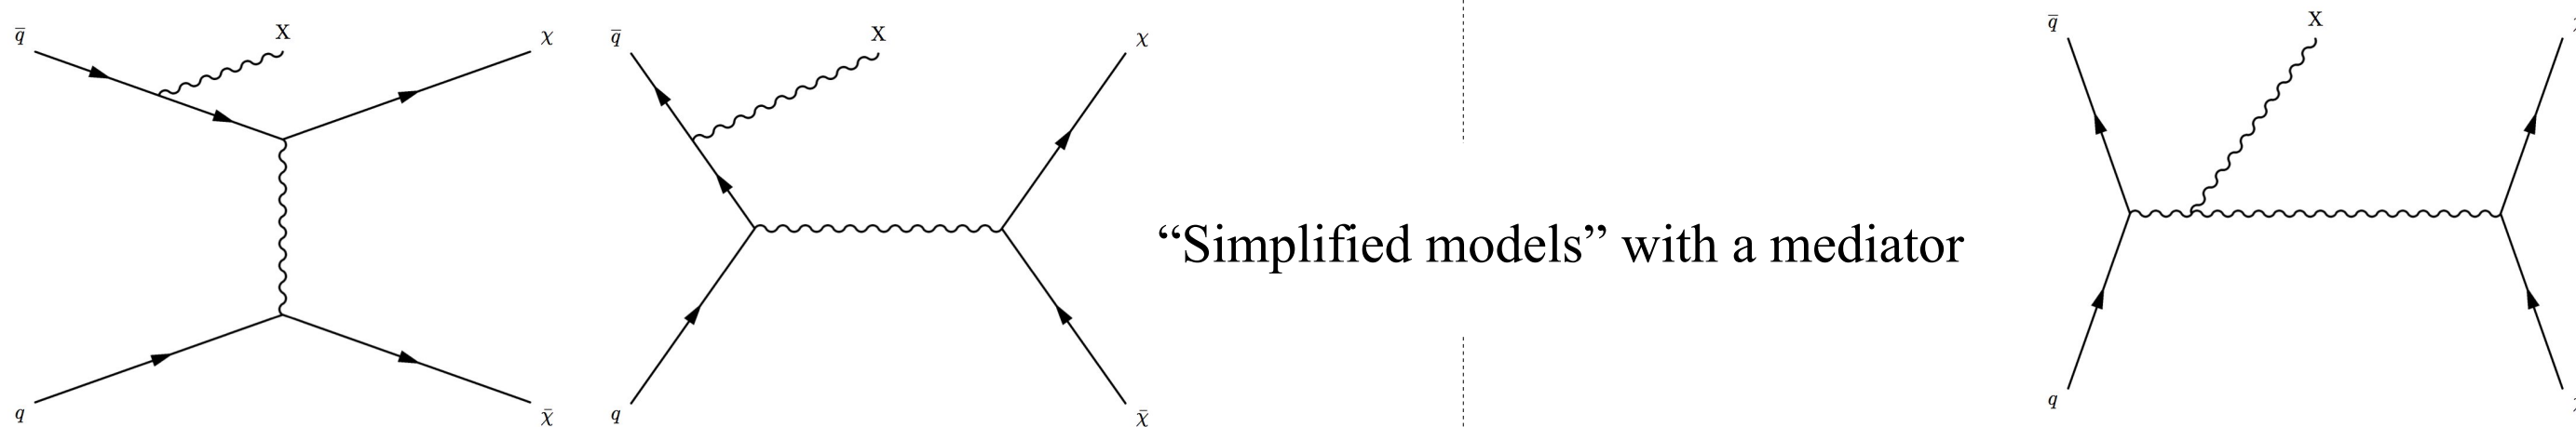 q̅ X χ
q χ̅
q̅ X χ
q χ̅
“Simplified models” with a mediator
q̅ X
q